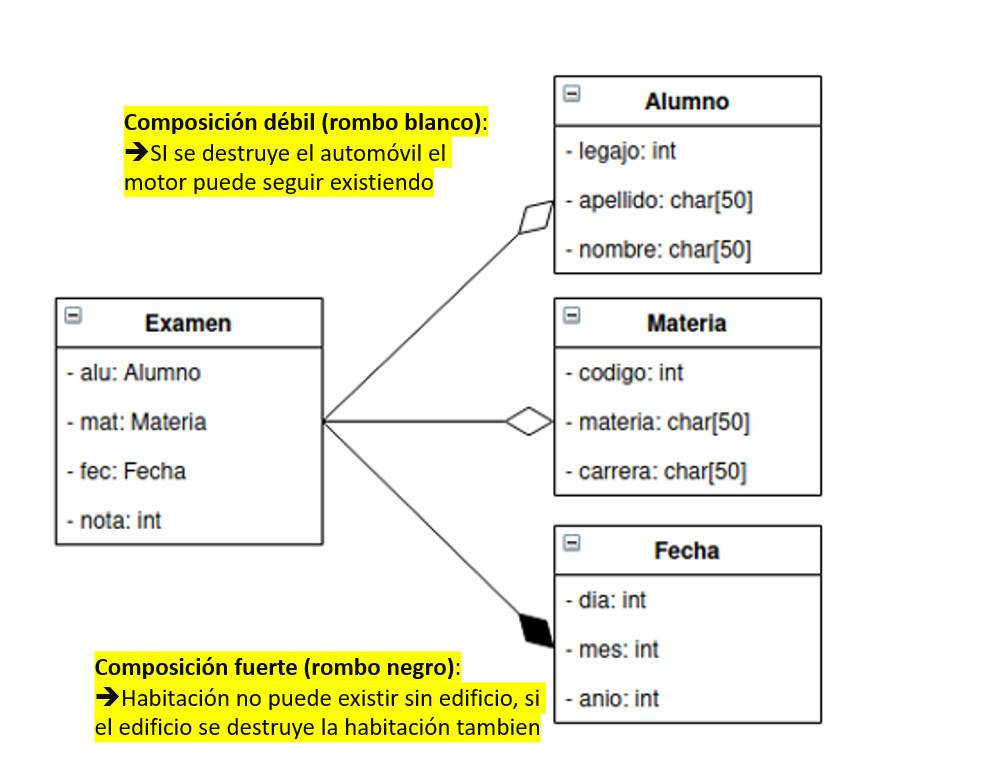 Composición débil (rombo blanco):
➔SI se destruye el automóvil el
motor puede seguir existiendo
Alumno
- legajo: int
- apellido: char[50]
- nombre: char[50]
Examen
- alu: Alumno
- mat: Materia
- fec: Fecha
- nota: int
Materia
- codigo: int
- materia: char[50]
- carrera: char[50]
Fecha
- dia: int
- mes: int
- anio: int
Composición fuerte (rombo negro):
➔Habitación no puede existir sin edificio, si
el edificio se destruye la habitación tambien